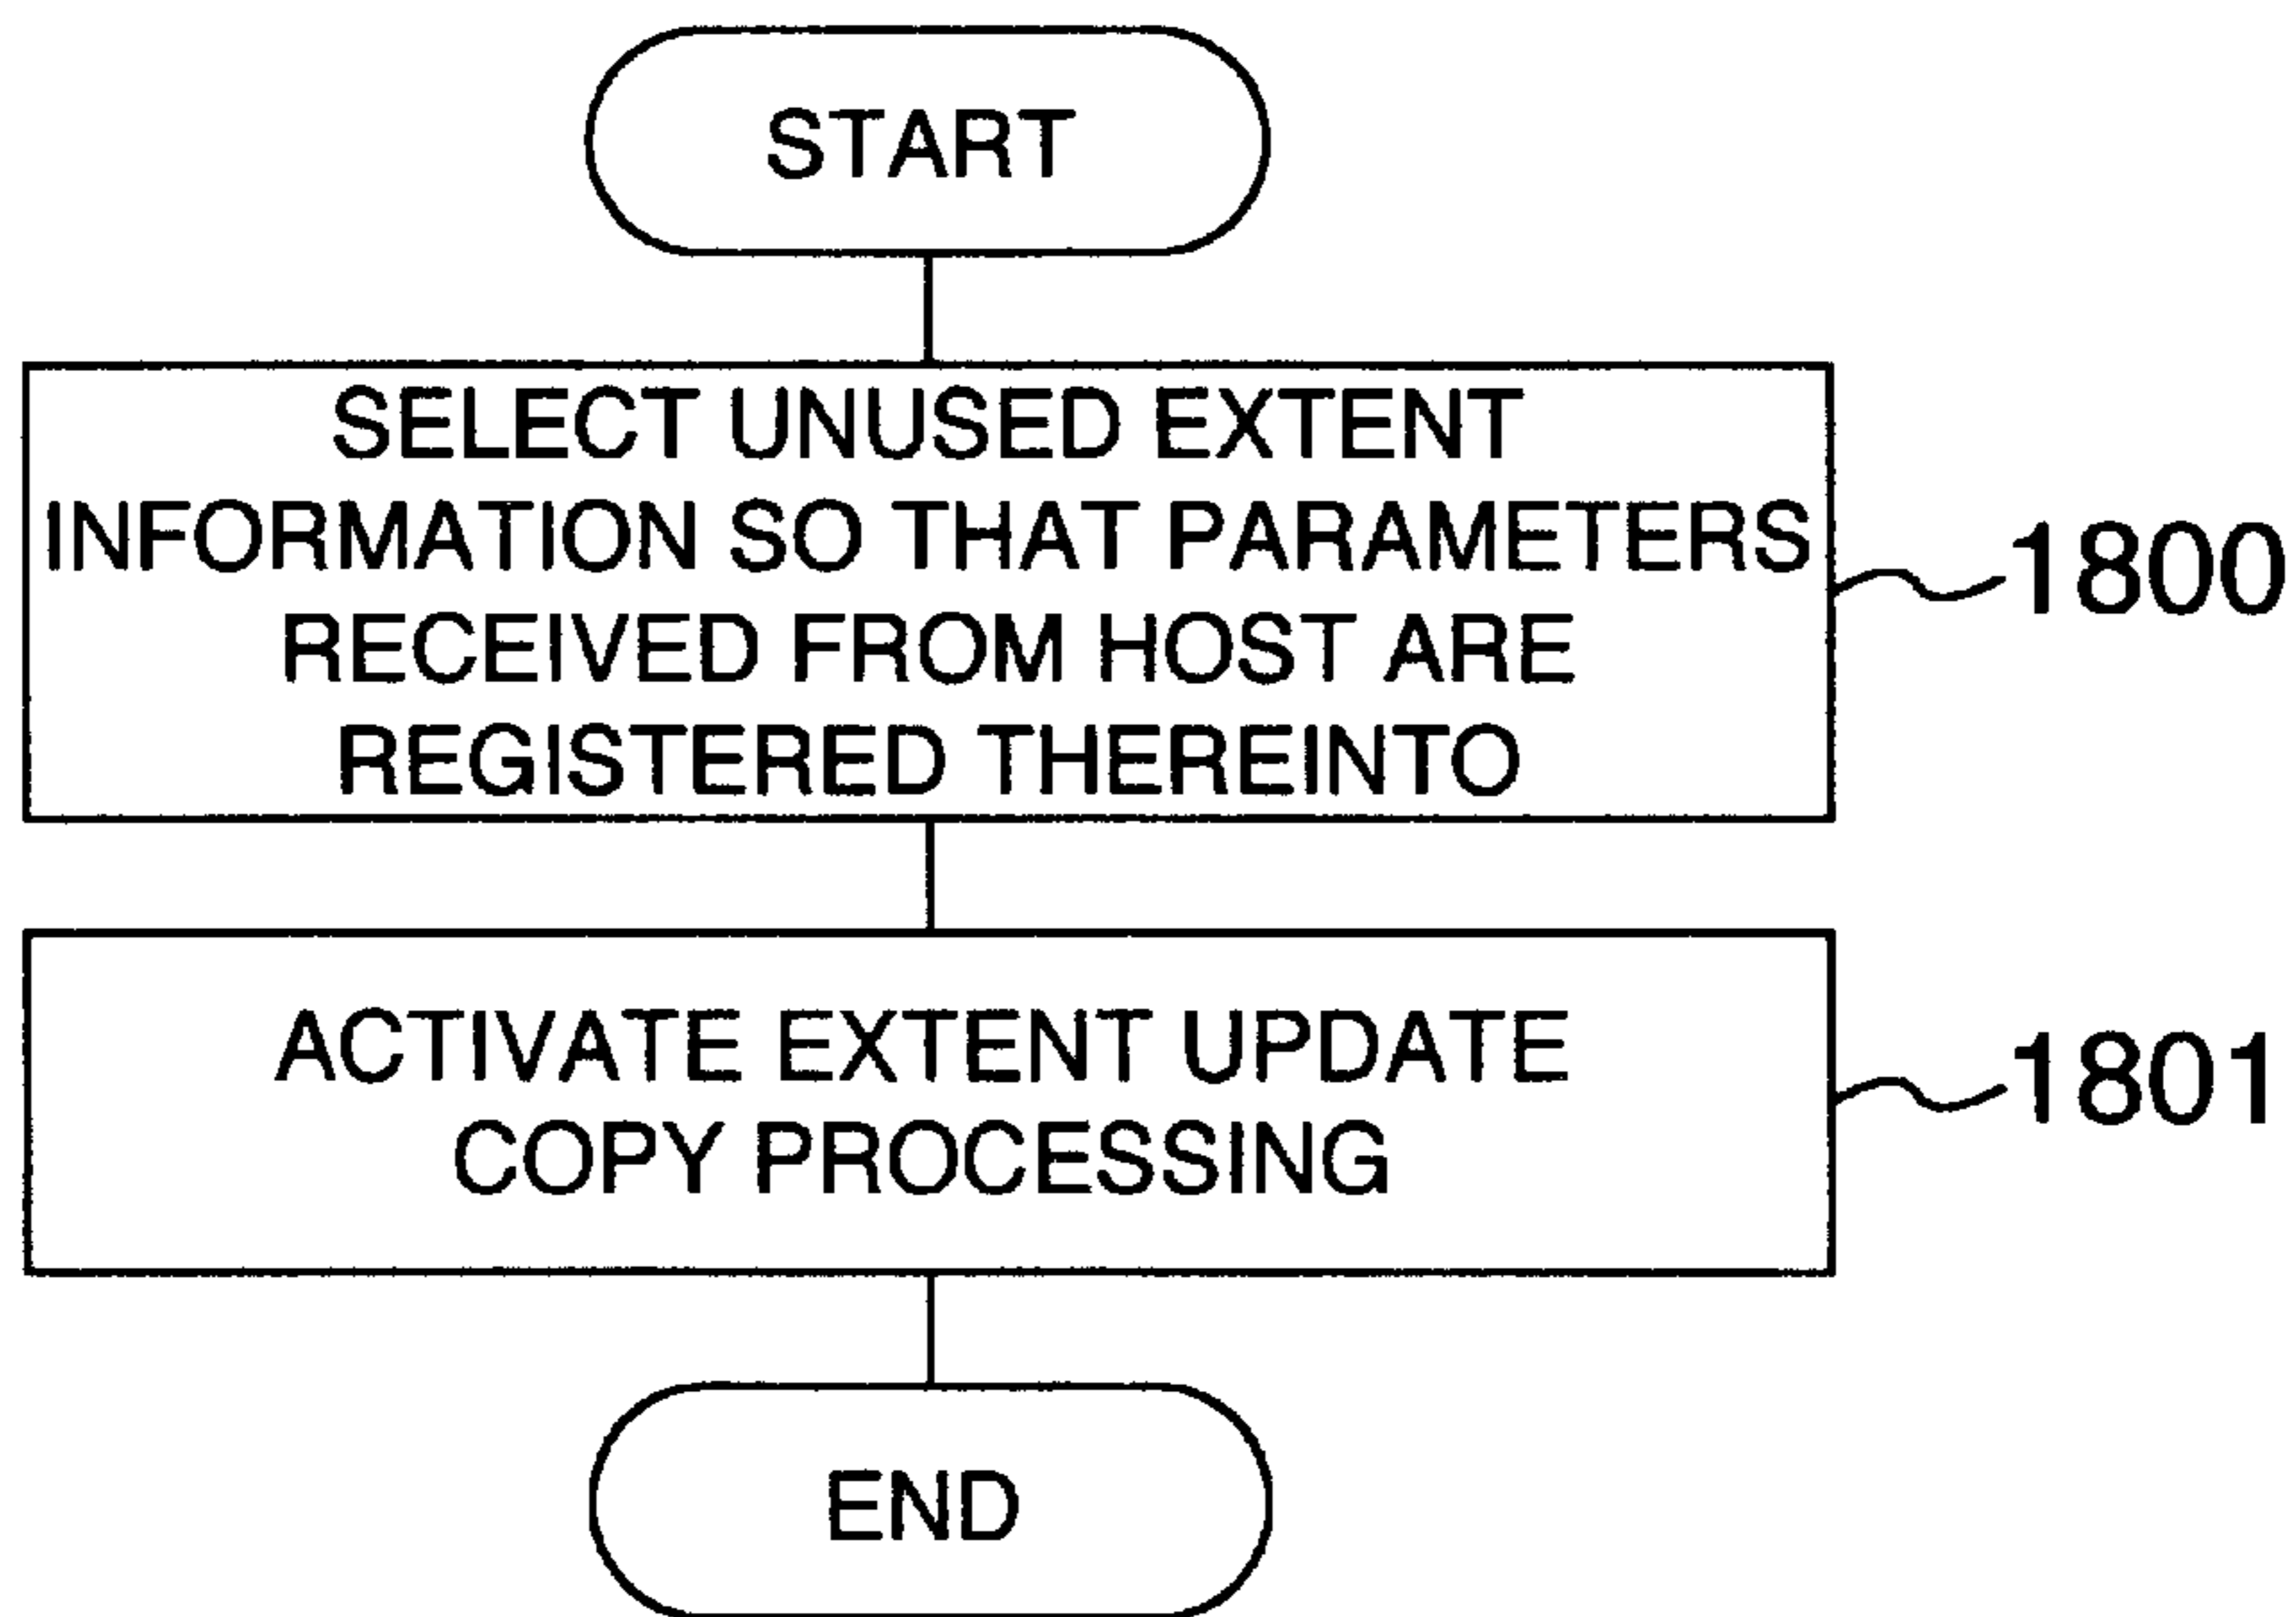 START
SELECT UNUSED EXTENT
INFORMATION SO THAT PARAMETERS
RECEIVED FROM HOST ARE
REGISTERED THEREINTO
1800
ACTIVATE EXTENT UPDATE
COPY PROCESSING
1801
END